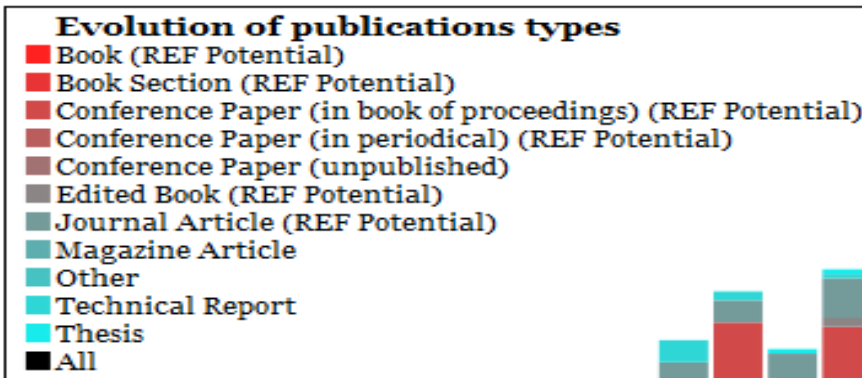 Evolution of publications types
Book (REF Potential)
Book Section (REF Potential)
Conference Paper (in book of proceedings) (REF Potential)
Conference Paper (in periodical) (REF Potential)
Conference Paper (unpublished)
Edited Book (REF Potential)
Journal Article (REF Potential)
Magazine Article
Other
Technical Report
Thesis
All